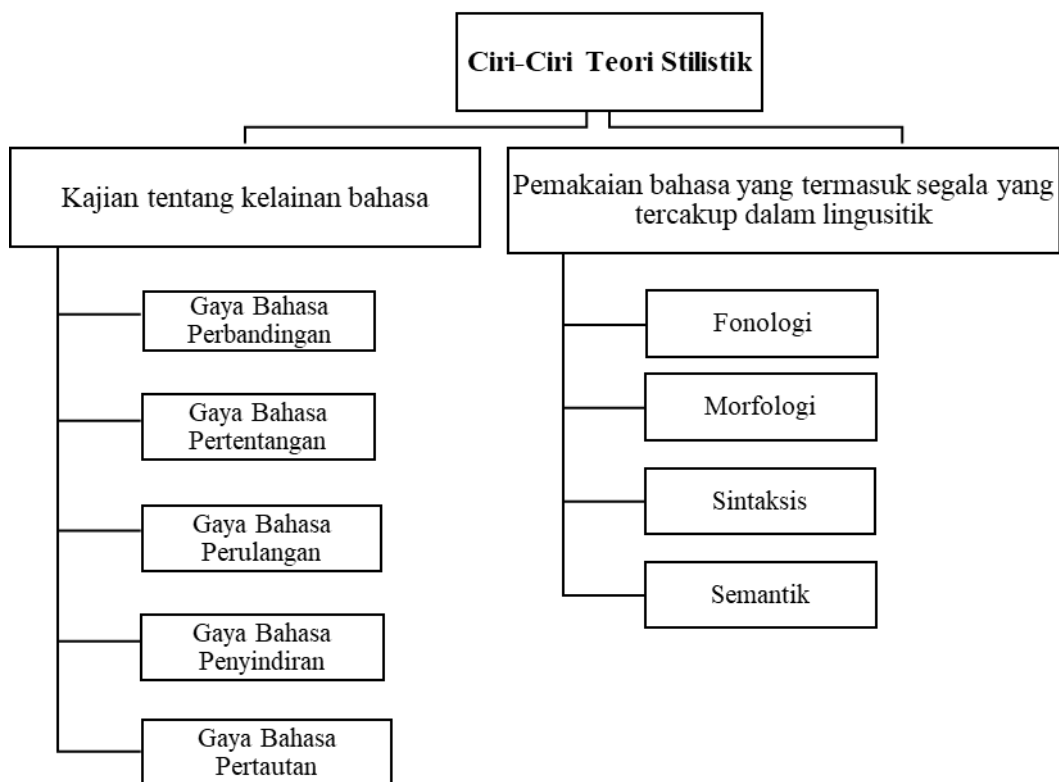 Ciri-Ciri Teori Stilistik
Kajian tentang kelainan bahasa
Gaya Bahasa
Perbandingan
Gaya Bahasa
Pertentangan
Gaya Bahasa
Perulangan
Gaya Bahasa
Penyindiran
Gaya Bahasa
Pertautan
Pemakaian bahasa yang termasuk segala yang
tercakup dalam lingusitik
Fonologi
Morfologi
Sintaksis
Semantik